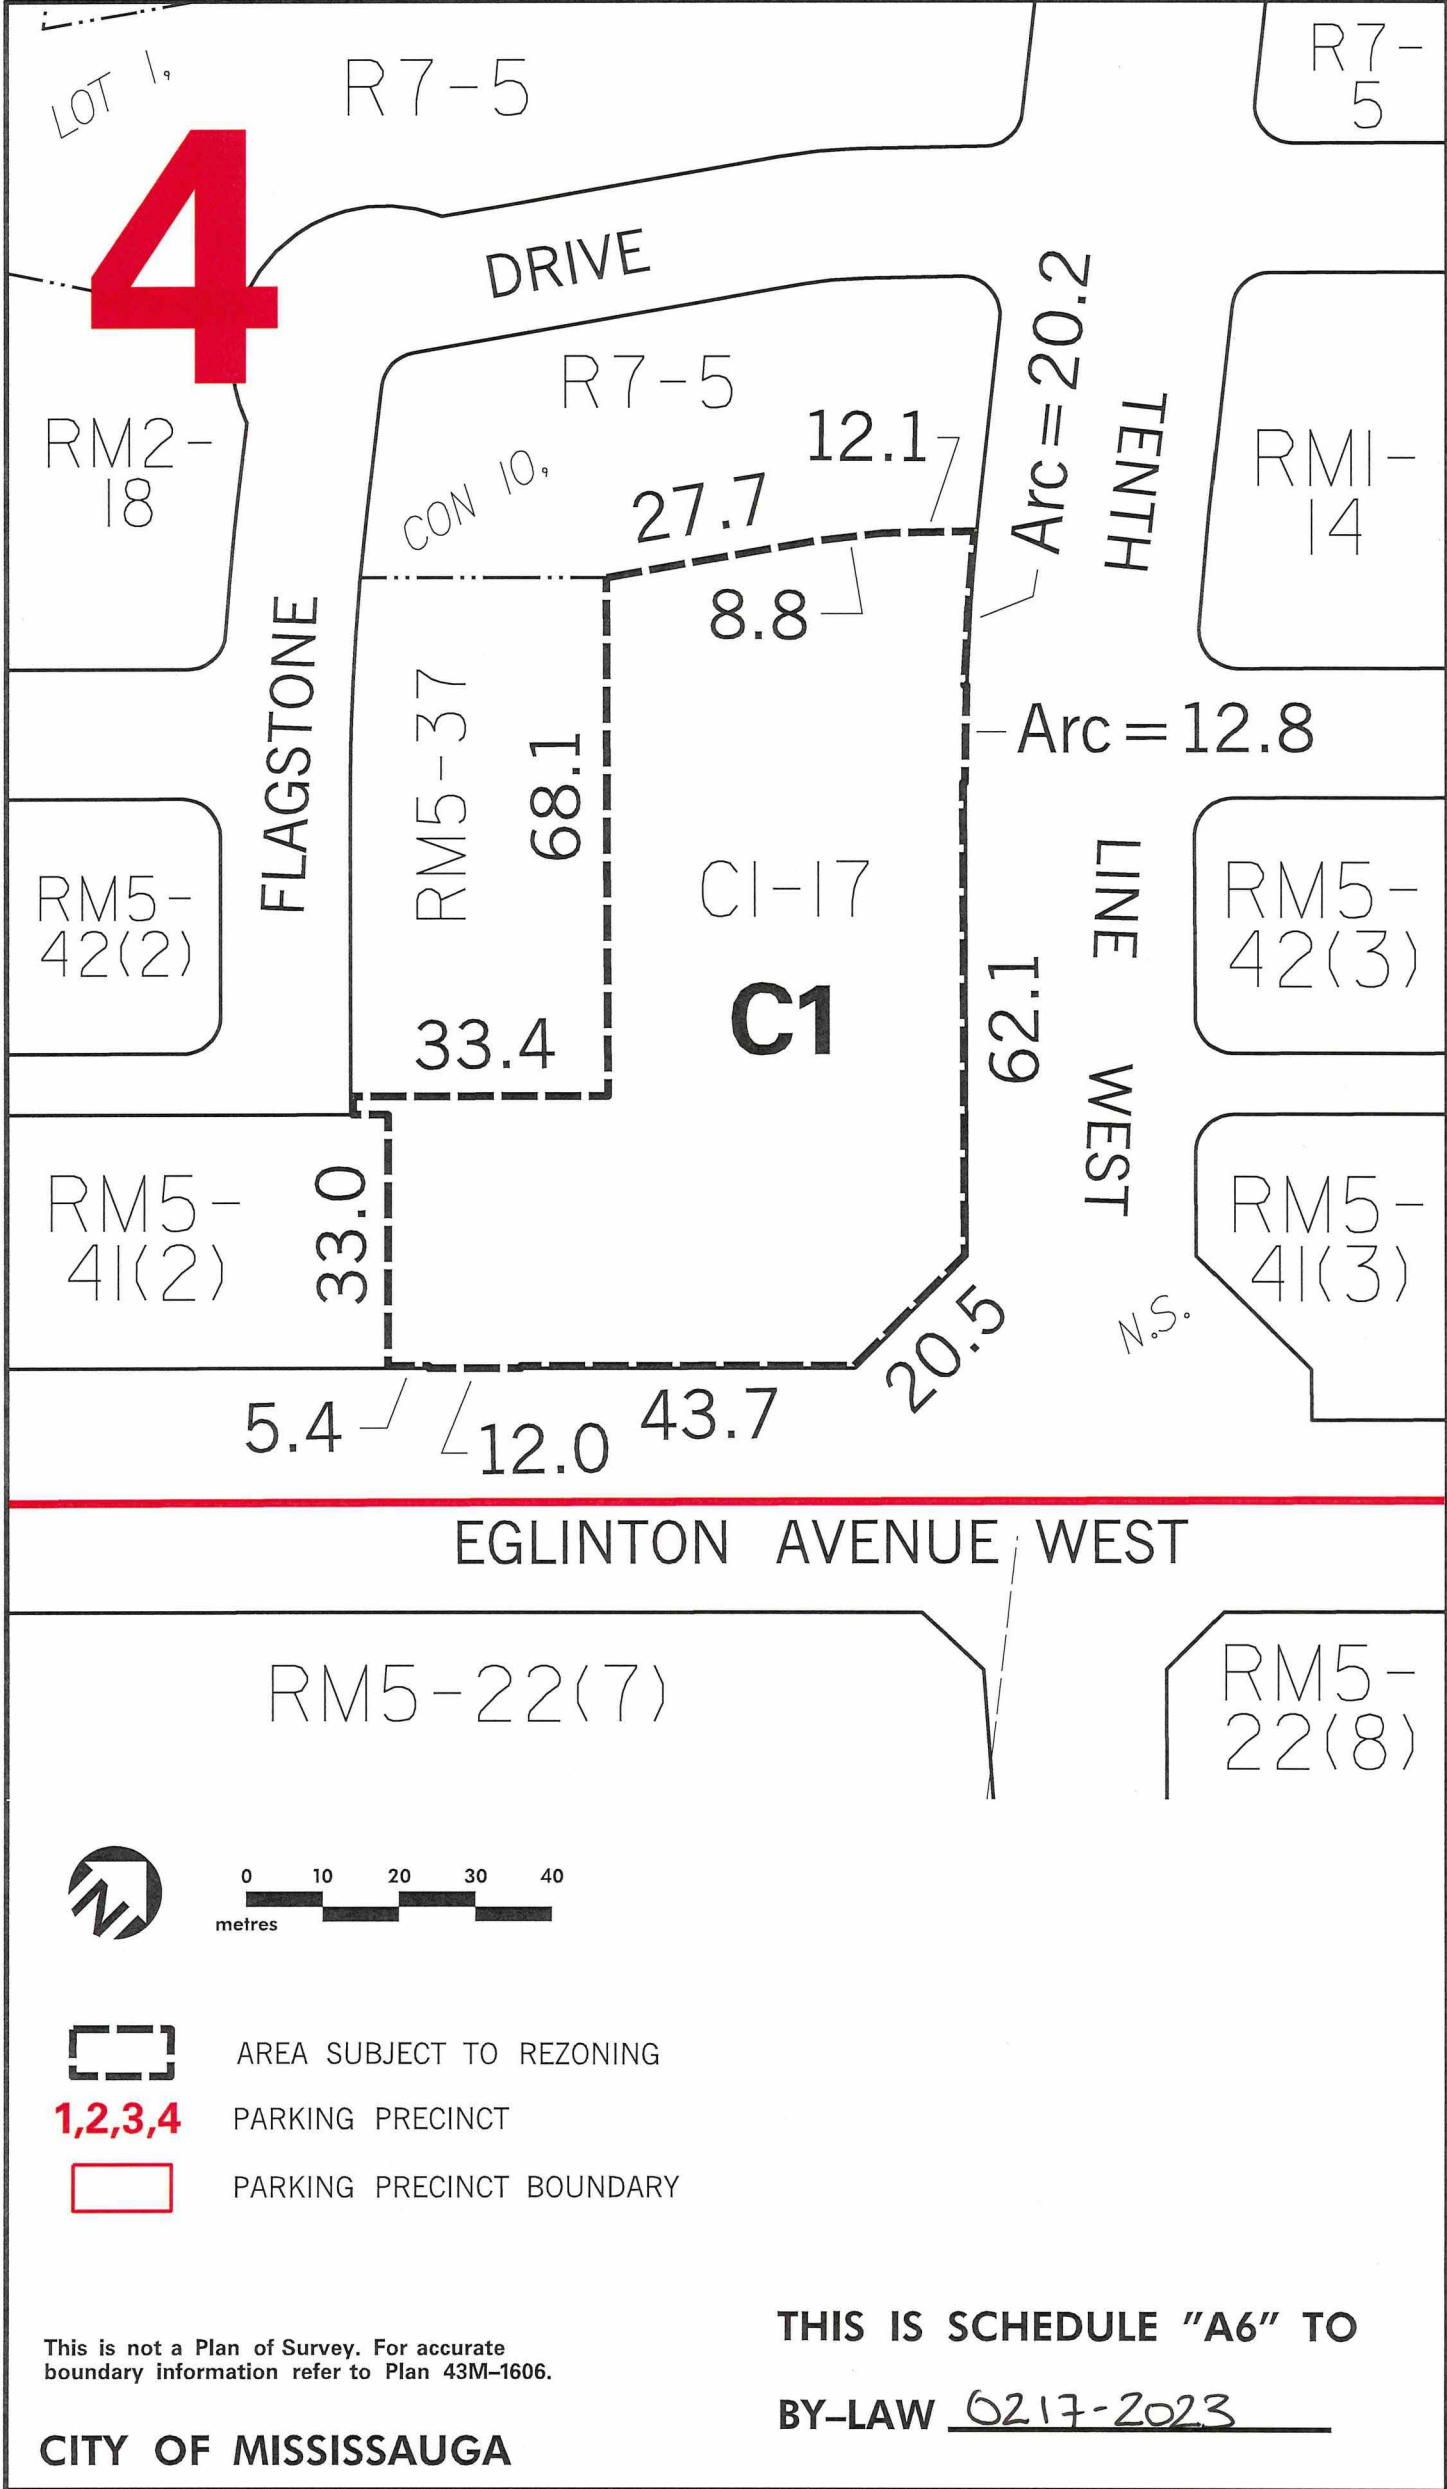 LOT 1,
R7-5
R7-
5
4
DRIVE
Arc = 20.2
R7-5
12.1
TENTH
RM2-
18
RM1-
14
CON 10,
27.7
8.8
FLAGSTONE
RM5-37
68.1
Arc = 12.8
C1-17
LINE
RM5-
42(2)
RM5-
42(3)
C1
62.1
33.4
WEST
RM5-
41(2)
33.0
RM5-
41(3)
20.5
N.S.
5.4
12.0
43.7
EGLINTON AVENUE WEST
RM5-22(7)
RM5-
22(8)
N
0 10 20 30 40
metres
AREA SUBJECT TO REZONING
1,2,3,4 PARKING PRECINCT
PARKING PRECINCT BOUNDARY
This is not a Plan of Survey. For accurate
boundary information refer to Plan 43M-1606.
THIS IS SCHEDULE "A6" TO
BY-LAW 0217-2023
CITY OF MISSISSAUGA